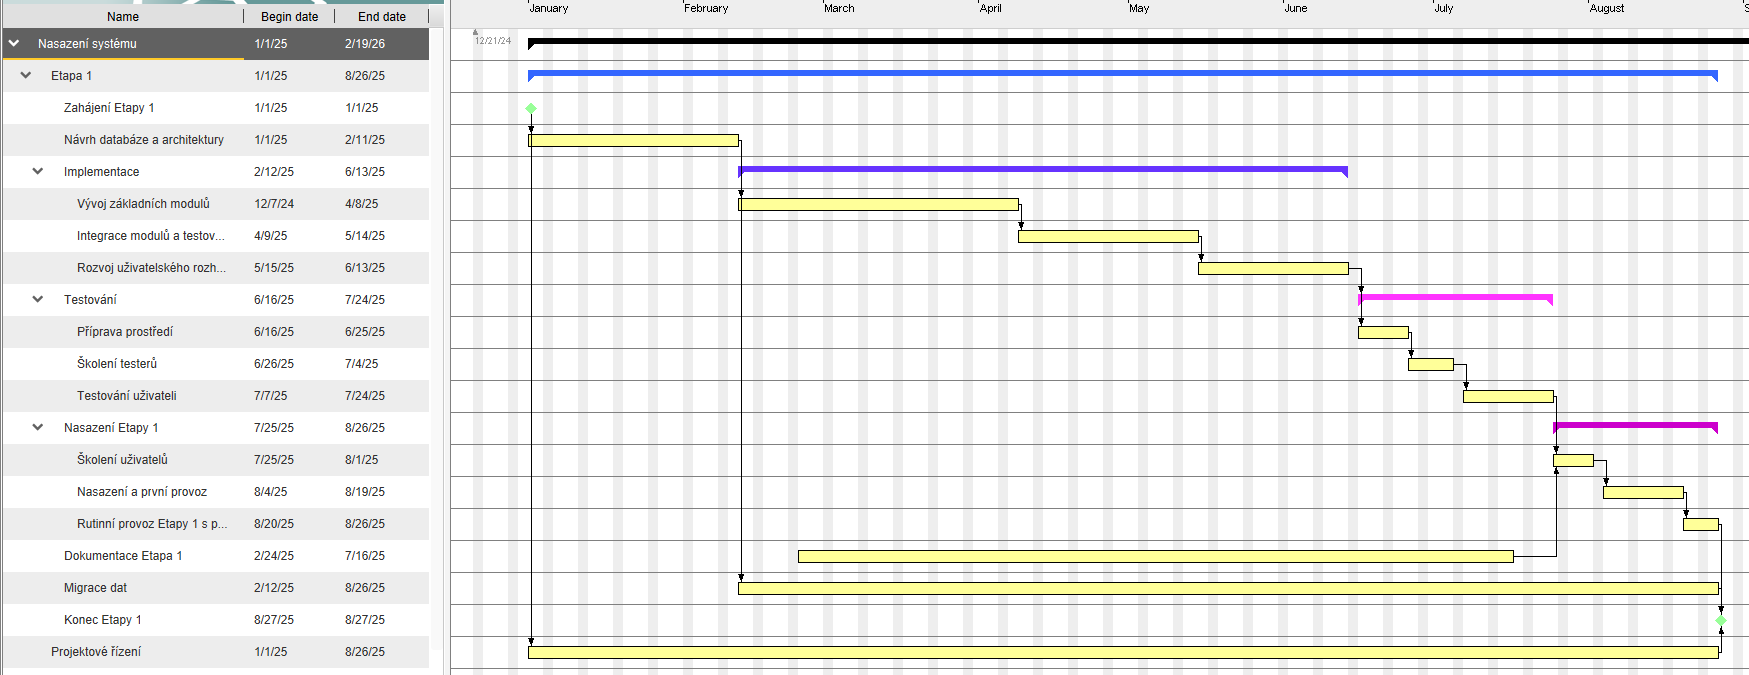 Name Begin date End date
January February March April May June July August S
12/21/24
Nasazení systému 1/1/25 2/19/26
Etapa 1 1/1/25 8/26/25
Zahájení Etapy 1 1/1/25 1/1/25
Návrh databáze a architektury 1/1/25 2/11/25
Implementace 2/12/25 6/13/25
Vývoj základních modulů 12/7/24 4/8/25
Integrace modulů a testov... 4/9/25 5/14/25
Rozvoj uživatelského rozh... 5/15/25 6/13/25
Testování 6/16/25 7/24/25
Příprava prostředí 6/16/25 6/25/25
Školení testerů 6/26/25 7/4/25
Testování uživateli 7/7/25 7/24/25
Nasazení Etapy 1 7/25/25 8/26/25
Školení uživatelů 7/25/25 8/1/25
Nasazení a první provoz 8/4/25 8/19/25
Rutinní provoz Etapy 1 s p... 8/20/25 8/26/25
Dokumentace Etapa 1 2/24/25 7/16/25
Migrace dat 2/12/25 8/26/25
Konec Etapy 1 8/27/25 8/27/25
Projektové řízení 1/1/25 8/26/25